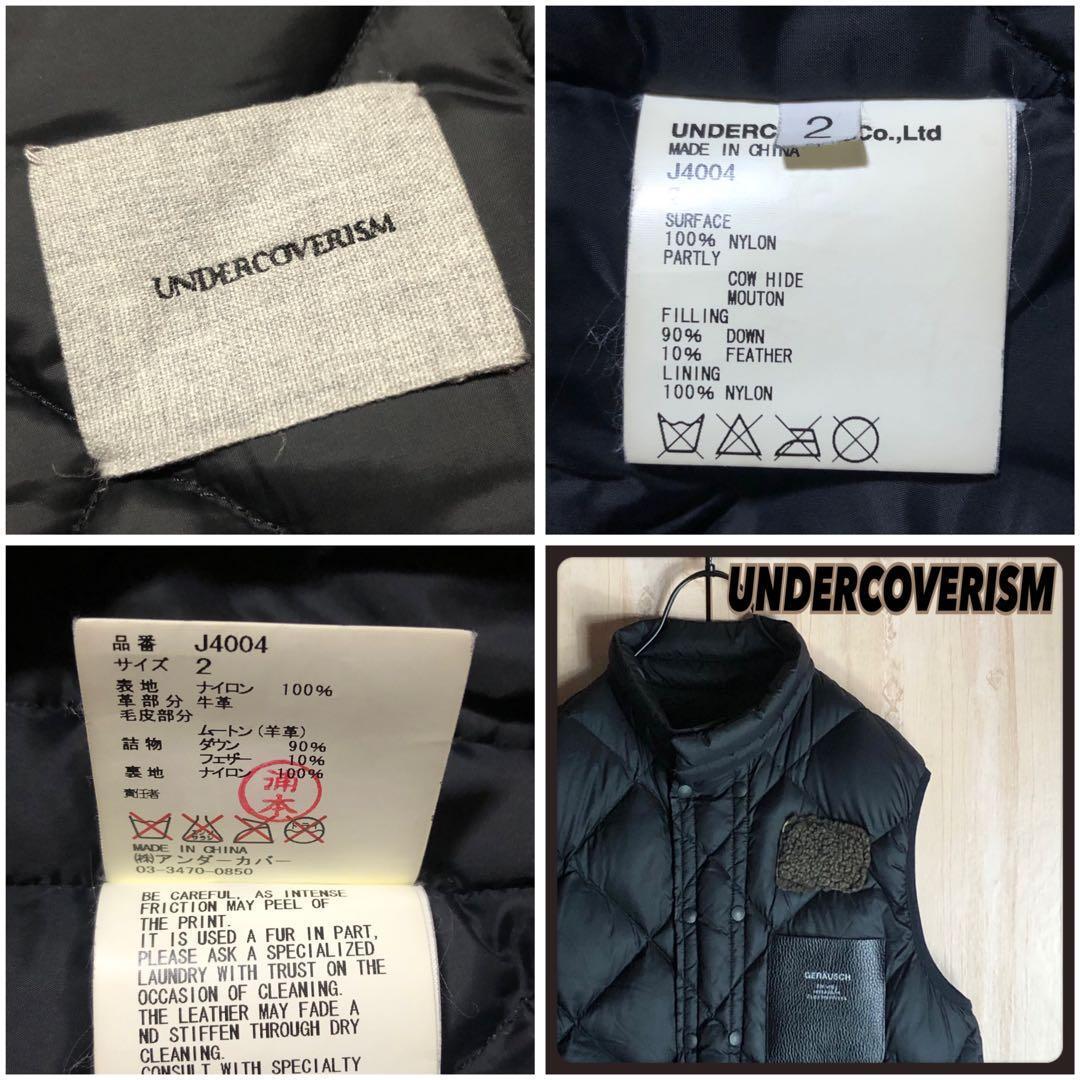 UNDERCOVERISM
UNDERC Co.,Ltd
2
MADE IN CHINA
J4004
SURFACE
100% NYLON
PARTLY
COW HIDE
MOUTON
FILLING
90% DOWN
10% FEATHER
LINING
100% NYLON
品番 J4004
サイズ 2
表地 ナイロン 100%
革部分 牛革
毛皮部分
ムートン(羊革)
詰物 ダウン 90%
フェザー 10%
裏地 ナイロン 100%
責任者
浦本
MADE IN CHINA
(株)アンダーカバー
03-3470-0850
BE CAREFUL, AS INTENSE
FRICTION MAY PEEL OF
THE PRINT.
IT IS USED A FUR IN PART,
PLEASE ASK A SPECIALIZED
LAUNDRY WITH TRUST ON THE
OCCASION OF CLEANING.
THE LEATHER MAY FADE A
ND STIFFEN THROUGH DRY
CLEANING.
CONSULT WITH SPECIALTY
UNDERCOVERISM
GERÄUSCH